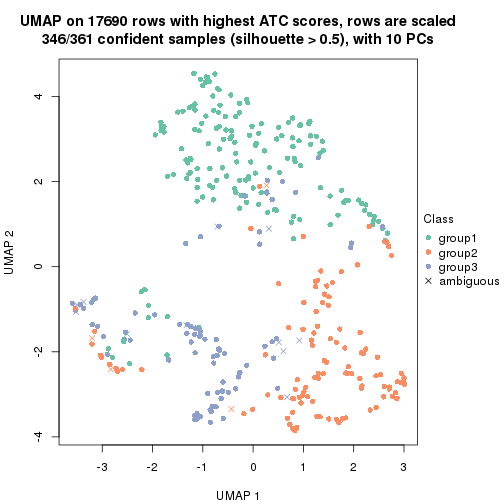 UMAP on 17690 rows with highest ATC scores, rows are scaled
346/361 confident samples (silhouette > 0.5), with 10 PCs
4
2
0
-2
-4
UMAP 2
-3
-2
-1
0
1
2
3
UMAP 1
Class
group1
group2
group3
ambiguous